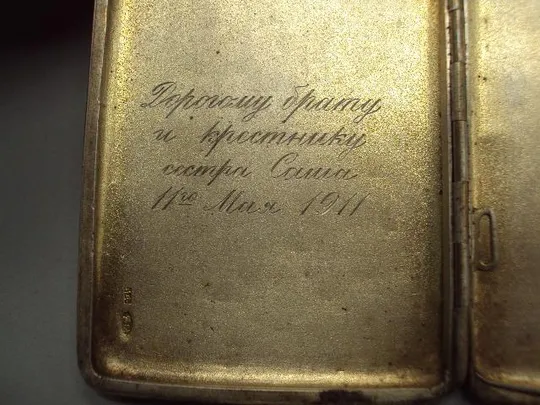 Дорогому брату
и крестнику
сестра Саша
11го Мая 1911